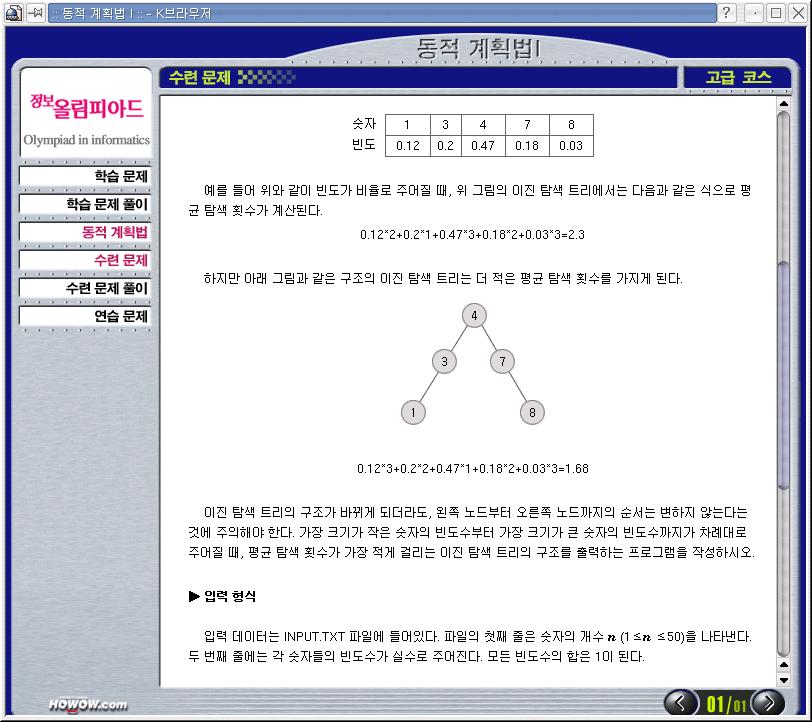 :: 동적 계획법 I :: - K브라우저
동적 계획법I
정보올림피아드
Olympiad in informatics
학습 문제
학습 문제 풀이
동적 계획법
수련 문제
수련 문제 풀이
연습 문제
수련 문제
고급 코스
숫자 1 3 4 7 8
빈도 0.12 0.2 0.47 0.18 0.03
예를 들어 위와 같이 빈도가 비율로 주어질 때, 위 그림의 이진 탐색 트리에서는 다음과 같은 식으로 평
균 탐색 횟수가 계산된다.
0.12*2+0.2*1+0.47*3+0.18*2+0.03*3=2.3
하지만 아래 그림과 같은 구조의 이진 탐색 트리는 더 적은 평균 탐색 횟수를 가지게 된다.
4
3 7
1 8
0.12*3+0.2*2+0.47*1+0.18*2+0.03*3=1.68
이진 탐색 트리의 구조가 바뀌게 되더라도, 왼쪽 노드부터 오른쪽 노드까지의 순서는 변하지 않는다는
것에 주의해야 한다. 가장 크기가 작은 숫자의 빈도수부터 가장 크기가 큰 숫자의 빈도수까지가 차례대로
주어질 때, 평균 탐색 횟수가 가장 적게 걸리는 이진 탐색 트리의 구조를 출력하는 프로그램을 작성하시오.
▶ 입력 형식
입력 데이터는 INPUT.TXT 파일에 들어있다. 파일의 첫째 줄은 숫자의 개수 n (1≤n ≤50)을 나타낸다.
두 번째 줄에는 각 숫자들의 빈도수가 실수로 주어진다. 모든 빈도수의 합은 1이 된다.
HOWOW.com
01/01